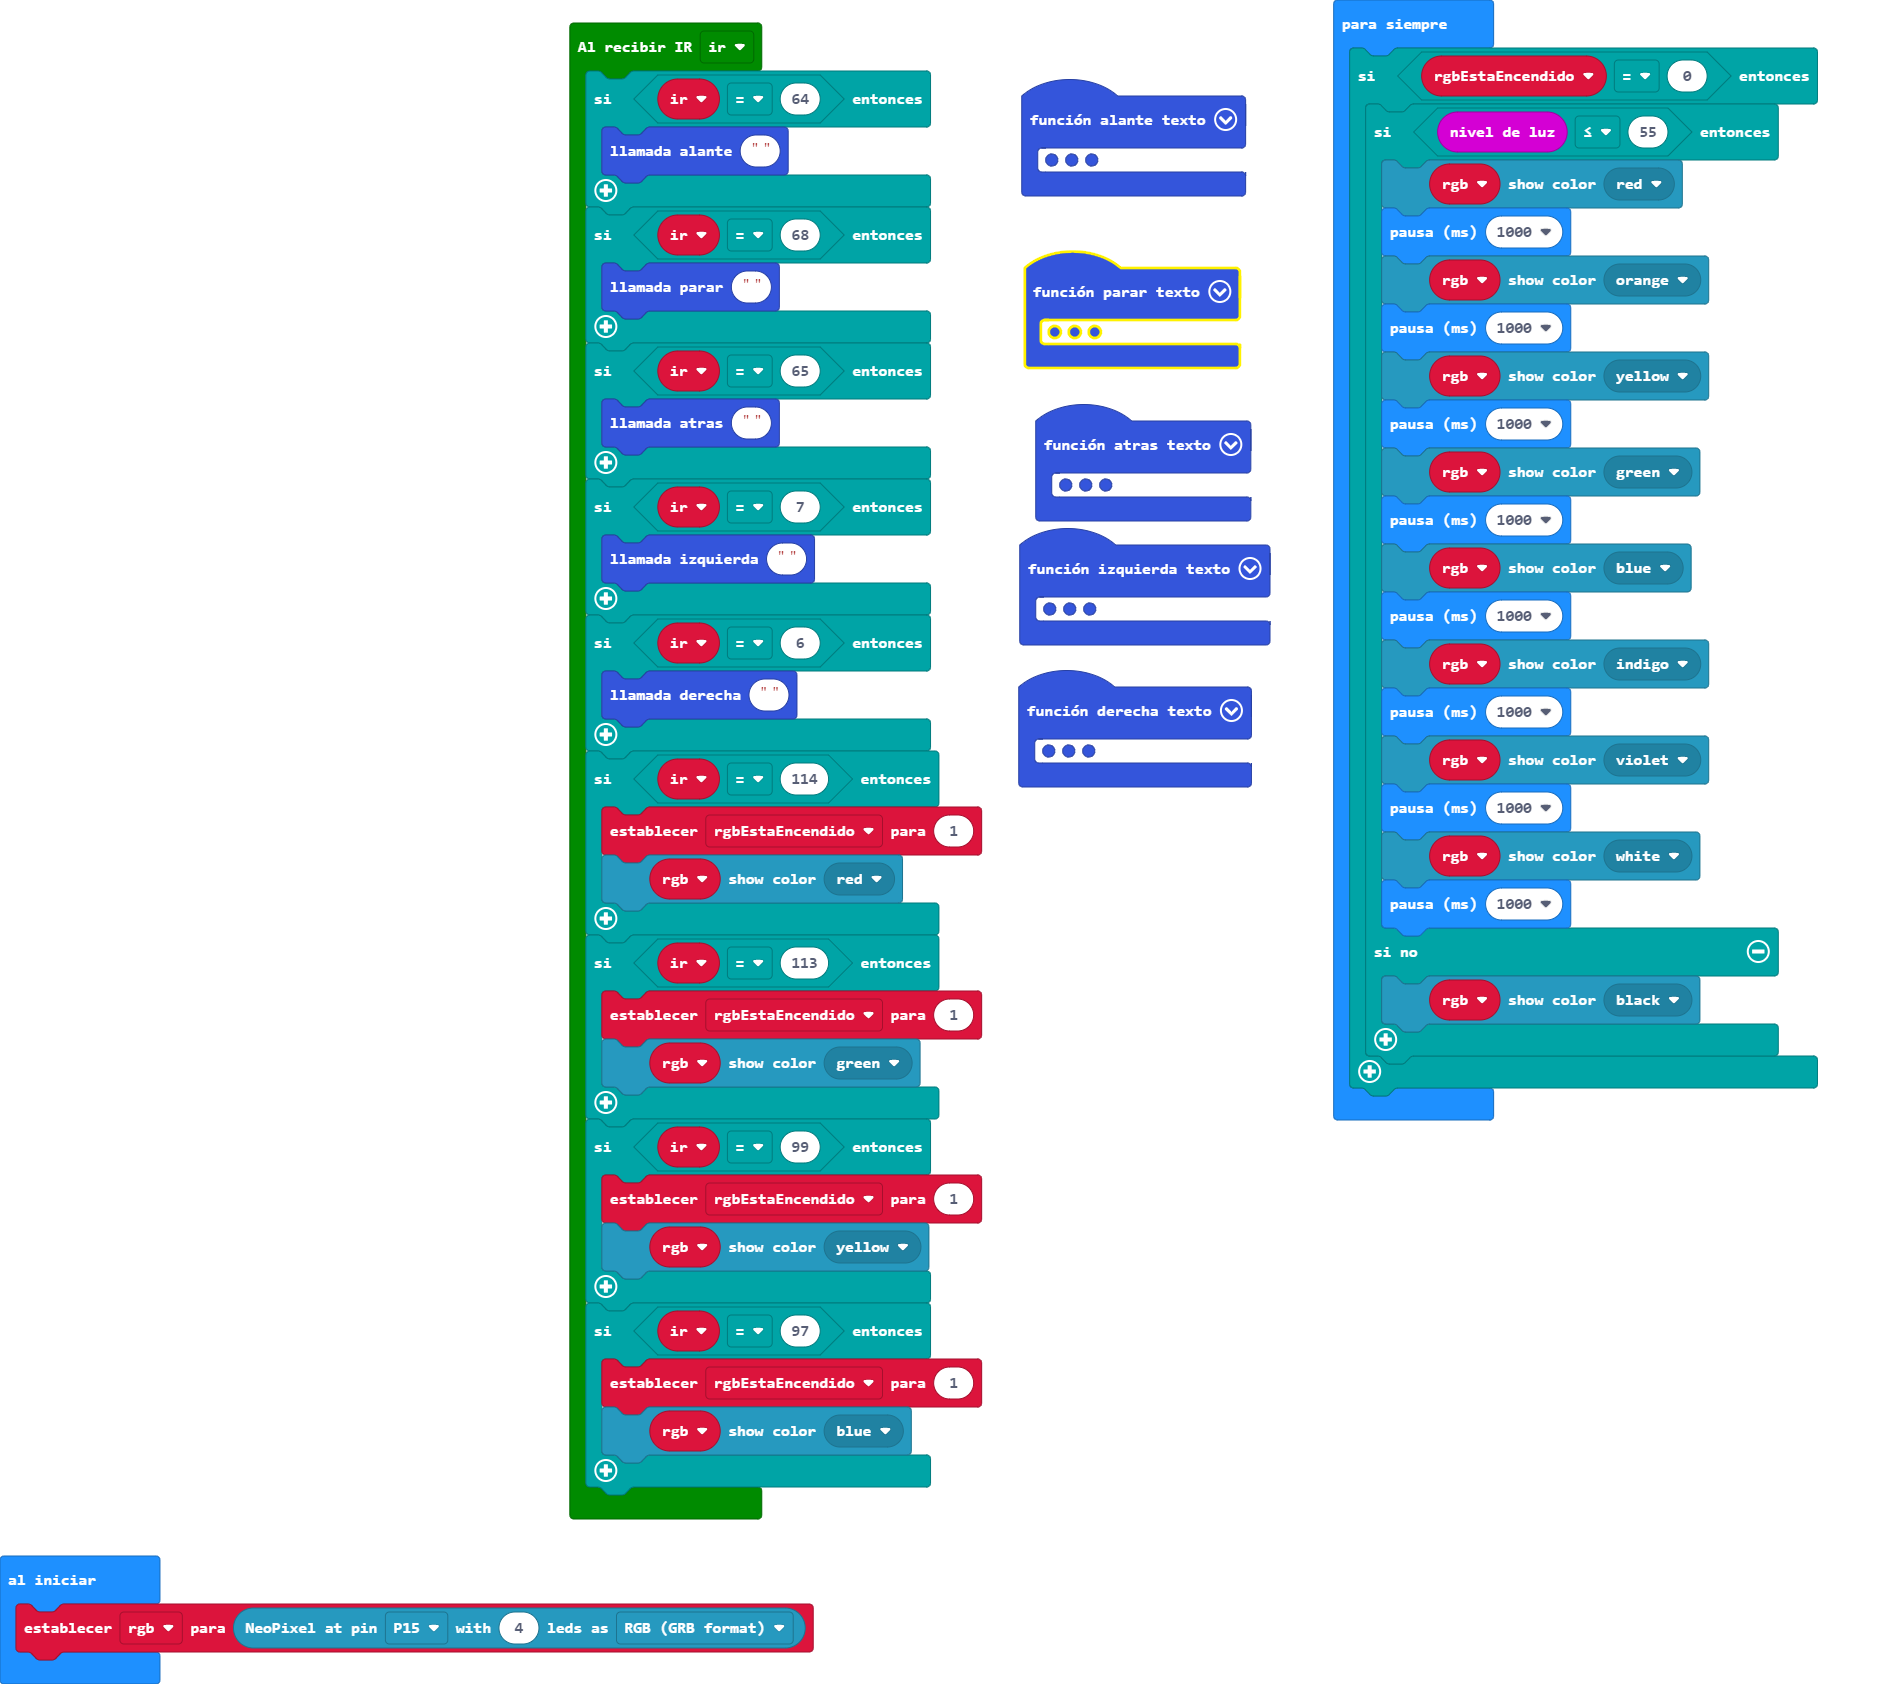 Al recibir IR ir
si ir = 64 entonces
llamada alante " "
si ir = 68 entonces
llamada parar " "
si ir = 65 entonces
llamada atras " "
si ir = 7 entonces
llamada izquierda " "
si ir = 6 entonces
llamada derecha " "
si ir = 114 entonces
establecer rgbEstaEncendido para 1
rgb show color red
si ir = 113 entonces
establecer rgbEstaEncendido para 1
rgb show color green
si ir = 99 entonces
establecer rgbEstaEncendido para 1
rgb show color yellow
si ir = 97 entonces
establecer rgbEstaEncendido para 1
rgb show color blue
función alante texto
función parar texto
función atras texto
función izquierda texto
función derecha texto
para siempre
si rgbEstaEncendido = 0 entonces
si nivel de luz ≤ 55 entonces
rgb show color red
pausa (ms) 1000
rgb show color orange
pausa (ms) 1000
rgb show color yellow
pausa (ms) 1000
rgb show color green
pausa (ms) 1000
rgb show color blue
pausa (ms) 1000
rgb show color indigo
pausa (ms) 1000
rgb show color violet
pausa (ms) 1000
rgb show color white
pausa (ms) 1000
si no
rgb show color black
al iniciar
establecer rgb para NeoPixel at pin P15 with 4 leds as RGB (GRB format)